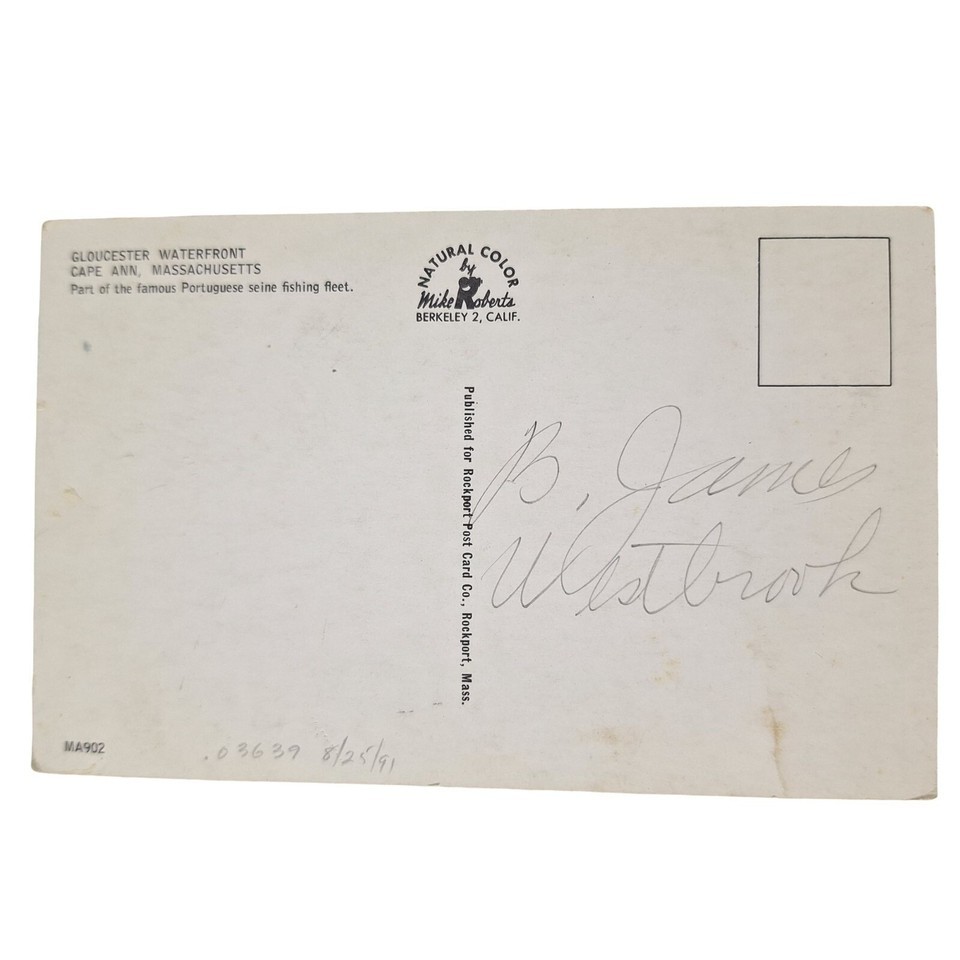 GLOUCESTER WATERFRONT
CAPE ANN, MASSACHUSETTS
Part of the famous Portuguese seine fishing fleet.
NATURAL COLOR
by
Mike Roberts
BERKELEY 2, CALIF.
Published for Rockport Post Card Co., Rockport, Mass.
B. James
Westbrook
MA902
.03639 8/25/91